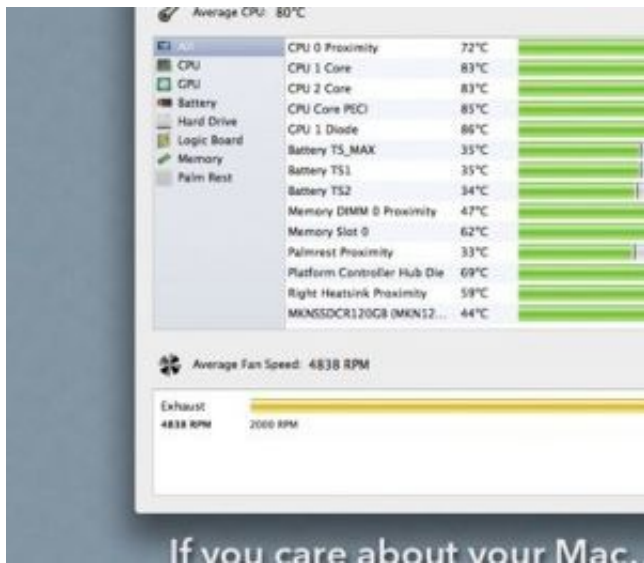 Average CPU: 80°C
All
CPU
GPU
Battery
Hard Drive
Logic Board
Memory
Palm Rest
CPU 0 Proximity 72°C
CPU 1 Core 83°C
CPU 2 Core 83°C
CPU Core PECI 85°C
GPU 1 Diode 86°C
Battery TS_MAX 35°C
Battery TS1 35°C
Battery TS2 34°C
Memory DIMM 0 Proximity 47°C
Memory Slot 0 62°C
Palmrest Proximity 33°C
Platform Controller Hub Die 69°C
Right Heatsink Proximity 59°C
MKNSSDCR120GB (MKN12... 44°C
Average Fan Speed: 4838 RPM
Exhaust
4838 RPM 2000 RPM
If you care about your Mac,